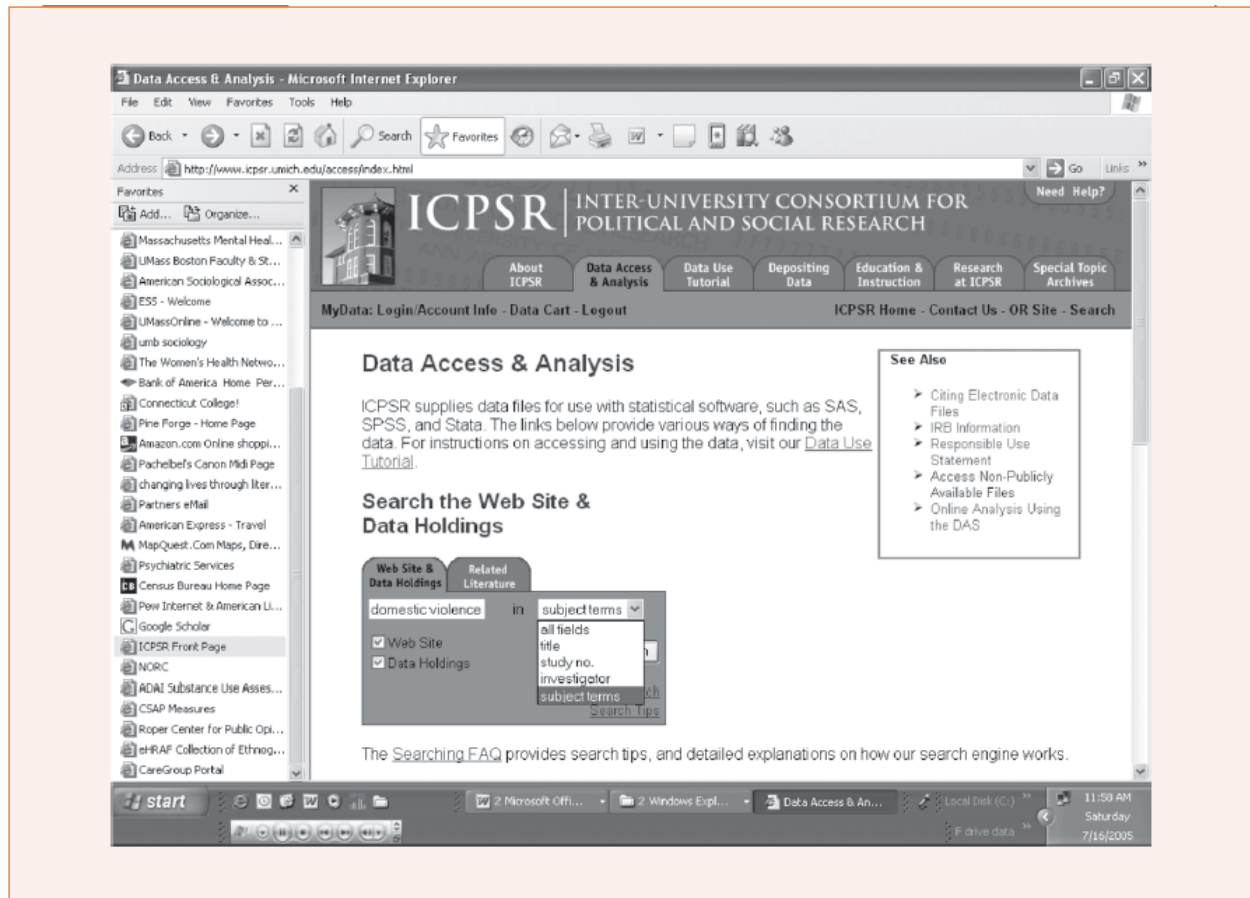 Data Access & Analysis - Microsoft Internet Explorer
File Edit View Favorites Tools Help
Back Search Favorites
Address http://www.icpsr.umich.edu/access/index.html Go Links »
Favorites ×
Add... Organize...
Massachusetts Mental Heal...
UMass Boston Faculty & St...
American Sociological Assoc...
ESS - Welcome
UMassOnline - Welcome to ...
umb sociology
The Women's Health Netwo...
Bank of America Home Per...
Connecticut College!
Pine Forge - Home Page
Amazon.com Online shoppi...
Pachelbel's Canon Midi Page
changing lives through liter...
Partners eMail
American Express - Travel
MapQuest.Com Maps, Dire...
Psychiatric Services
Census Bureau Home Page
Pew Internet & American Li...
Google Scholar
ICPSR Front Page
NORC
ADAI Substance Use Asses...
CSAP Measures
Roper Center for Public Opi...
eHRAF Collection of Ethnog...
CareGroup Portal
Need Help?
ICPSR
INTER-UNIVERSITY CONSORTIUM FOR
POLITICAL AND SOCIAL RESEARCH
About
ICPSR
Data Access
& Analysis
Data Use
Tutorial
Depositing
Data
Education &
Instruction
Research
at ICPSR
Special Topic
Archives
MyData: Login/Account Info - Data Cart - Logout
ICPSR Home - Contact Us - OR Site - Search
Data Access & Analysis
ICPSR supplies data files for use with statistical software, such as SAS,
SPSS, and Stata. The links below provide various ways of finding the
data. For instructions on accessing and using the data, visit our Data Use
Tutorial.
See Also
Citing Electronic Data
Files
IRB Information
Responsible Use
Statement
Access Non-Publicly
Available Files
Online Analysis Using
the DAS
Search the Web Site &
Data Holdings
Web Site &
Data Holdings
Related
Literature
domestic violence in subject terms
all fields
title
study no.
investigator
subject terms
Web Site
Data Holdings
Search Tips
The Searching FAQ provides search tips, and detailed explanations on how our search engine works.
start
2 Microsoft Offi...
2 Windows Expl...
Data Access & An...
Local Disk (C:) »
F drive data »
11:58 AM
Saturday
7/16/2005